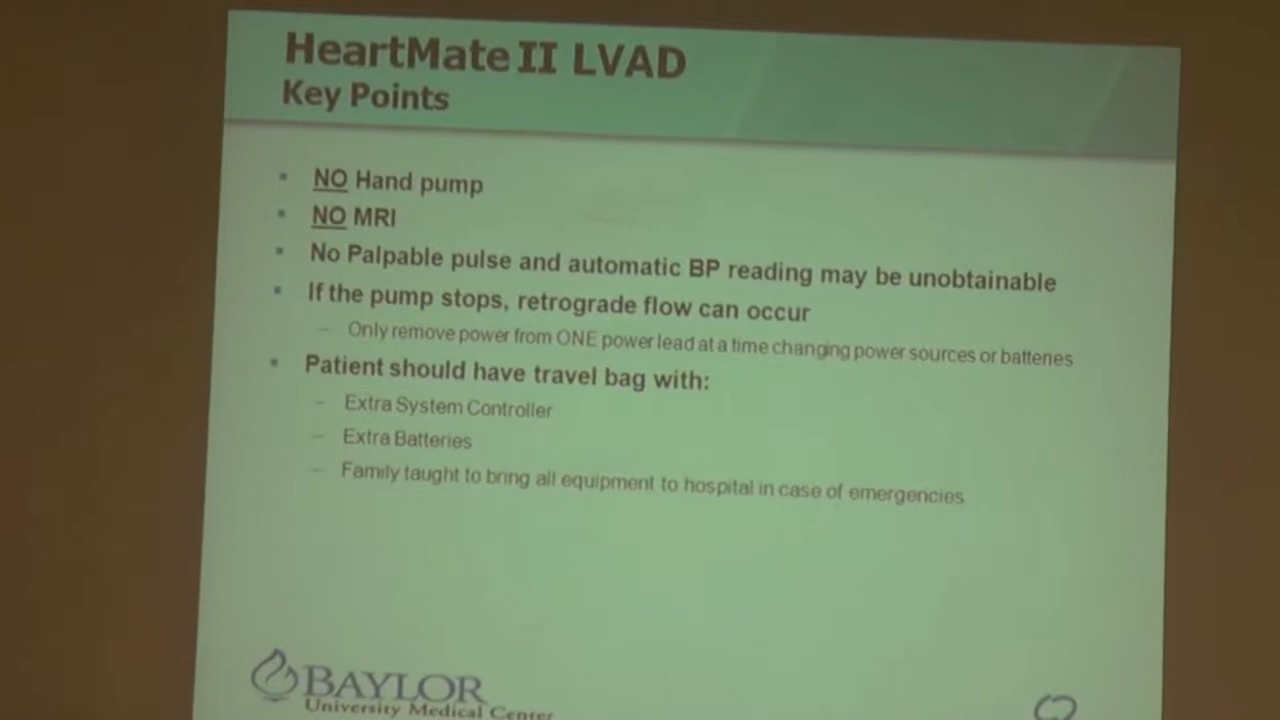 HeartMate II LVAD
Key Points
NO Hand pump
NO MRI
No Palpable pulse and automatic BP reading may be unobtainable
If the pump stops, retrograde flow can occur
Only remove power from ONE power lead at a time changing power sources or batteries
Patient should have travel bag with:
Extra System Controller
Extra Batteries
Family taught to bring all equipment to hospital in case of emergencies
BAYLOR
University Medical Center